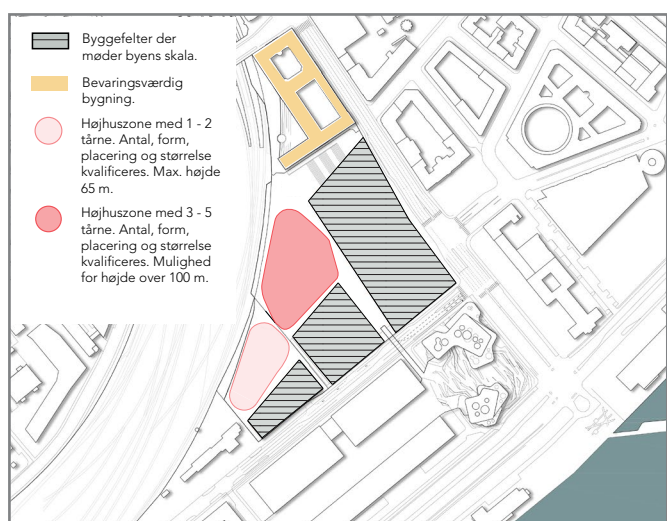 Byggefelter der
møder byens skala.
Bevaringsværdig
bygning.
Højhuszone med 1 - 2
tårne. Antal, form,
placering og størrelse
kvalificeres. Max. højde
65 m.
Højhuszone med 3 - 5
tårne. Antal, form,
placering og størrelse
kvalificeres. Mulighed
for højde over 100 m.